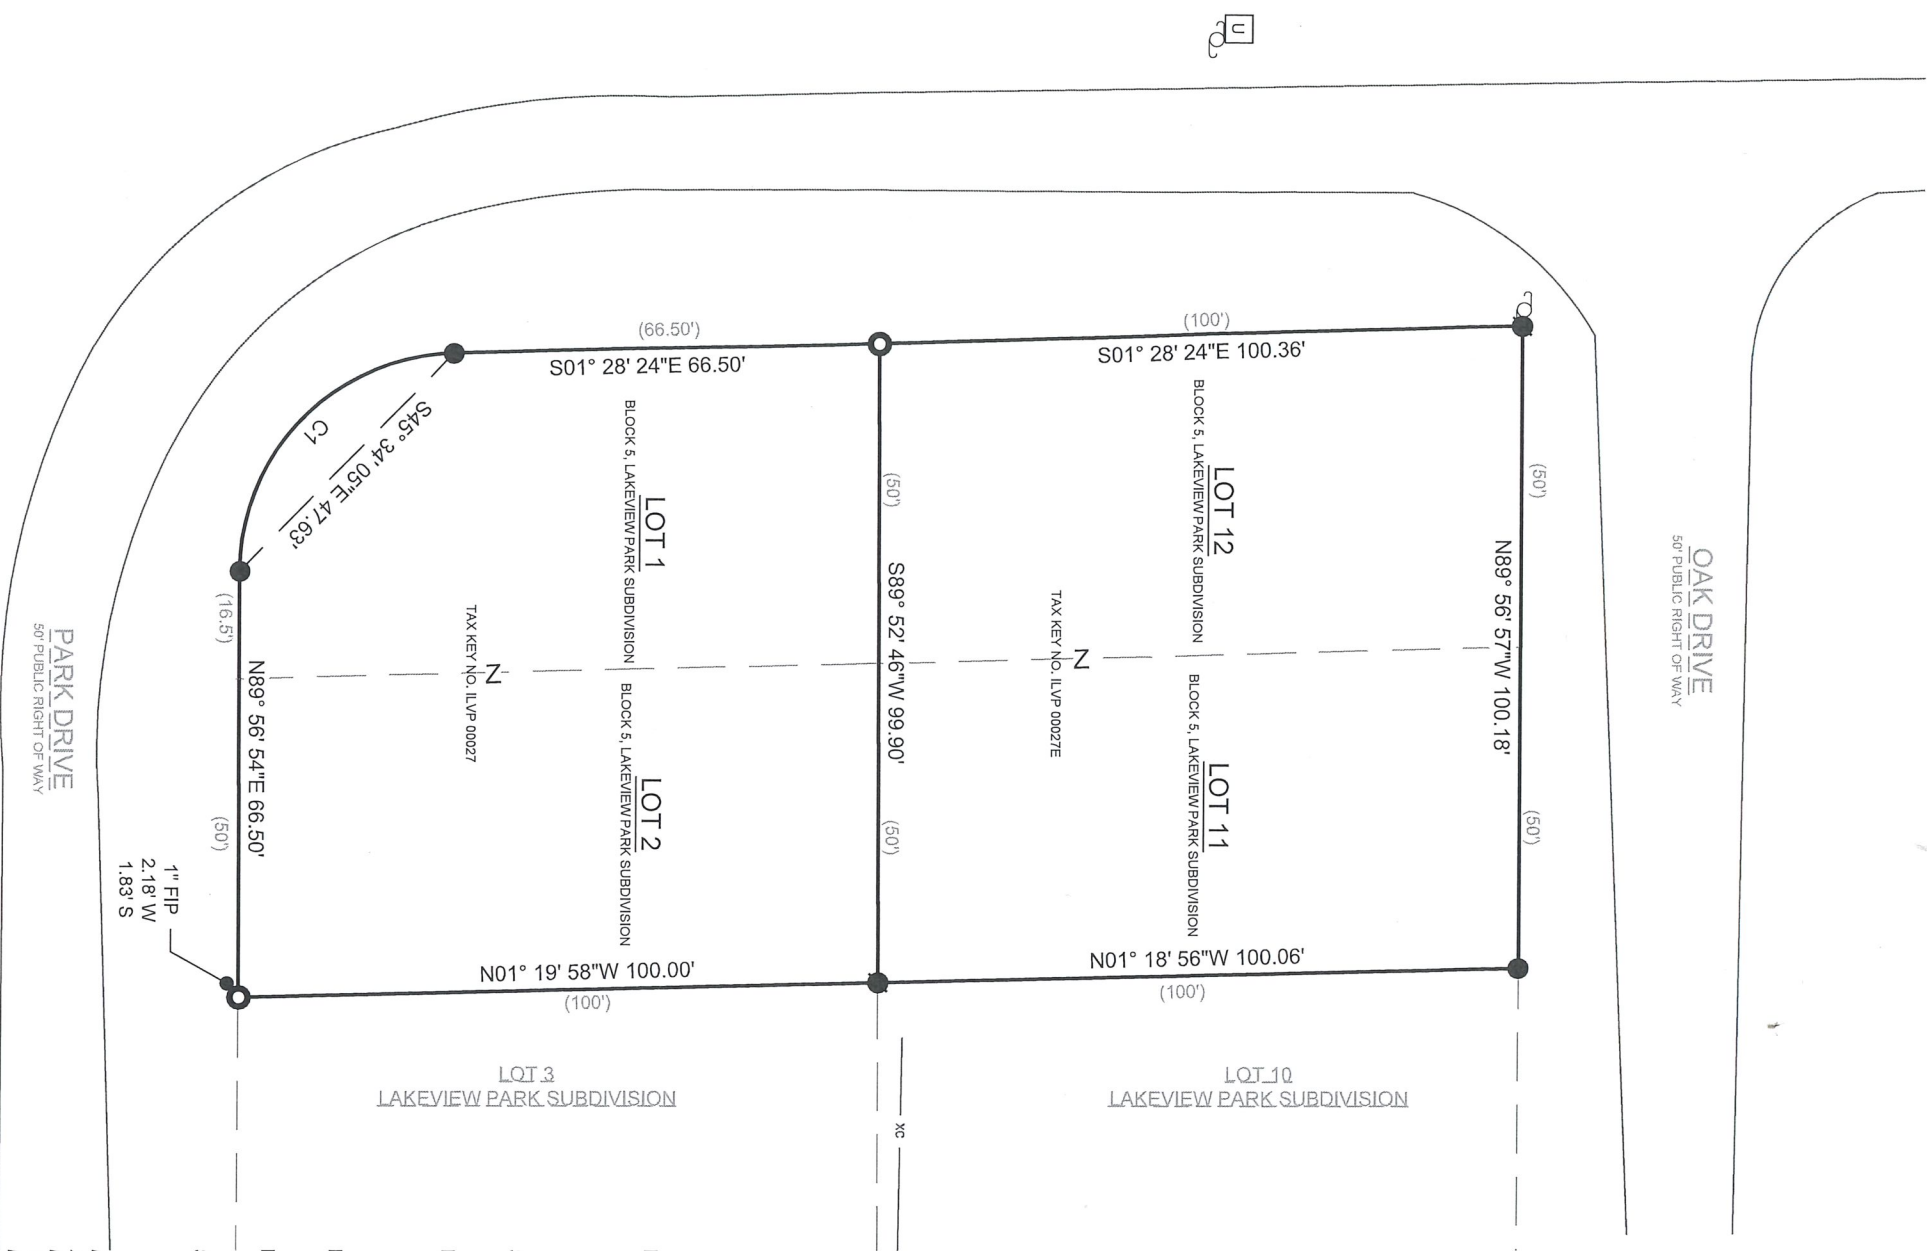 U
(66.50')
S01° 28' 24"E 66.50'
(100')
S01° 28' 24"E 100.36'
C1
S45° 34' 05"E 47.63'
LOT 1
BLOCK 5, LAKEVIEW PARK SUBDIVISION
LOT 12
BLOCK 5, LAKEVIEW PARK SUBDIVISION
(50')
(50')
S89° 52' 46"W 99.90'
(50')
N89° 56' 57"W 100.18'
(50')
OAK DRIVE
50' PUBLIC RIGHT OF WAY
PARK DRIVE
50' PUBLIC RIGHT OF WAY
(16.5')
N89° 56' 54"E 66.50'
(50')
TAX KEY NO. ILVP 00027
Z
TAX KEY NO. ILVP 00027E
Z
LOT 2
BLOCK 5, LAKEVIEW PARK SUBDIVISION
LOT 11
BLOCK 5, LAKEVIEW PARK SUBDIVISION
1" FIP
2.18' W
1.83' S
N01° 19' 58"W 100.00'
(100')
N01° 18' 56"W 100.06'
(100')
LOT 3
LAKEVIEW PARK SUBDIVISION
LOT 10
LAKEVIEW PARK SUBDIVISION
XC